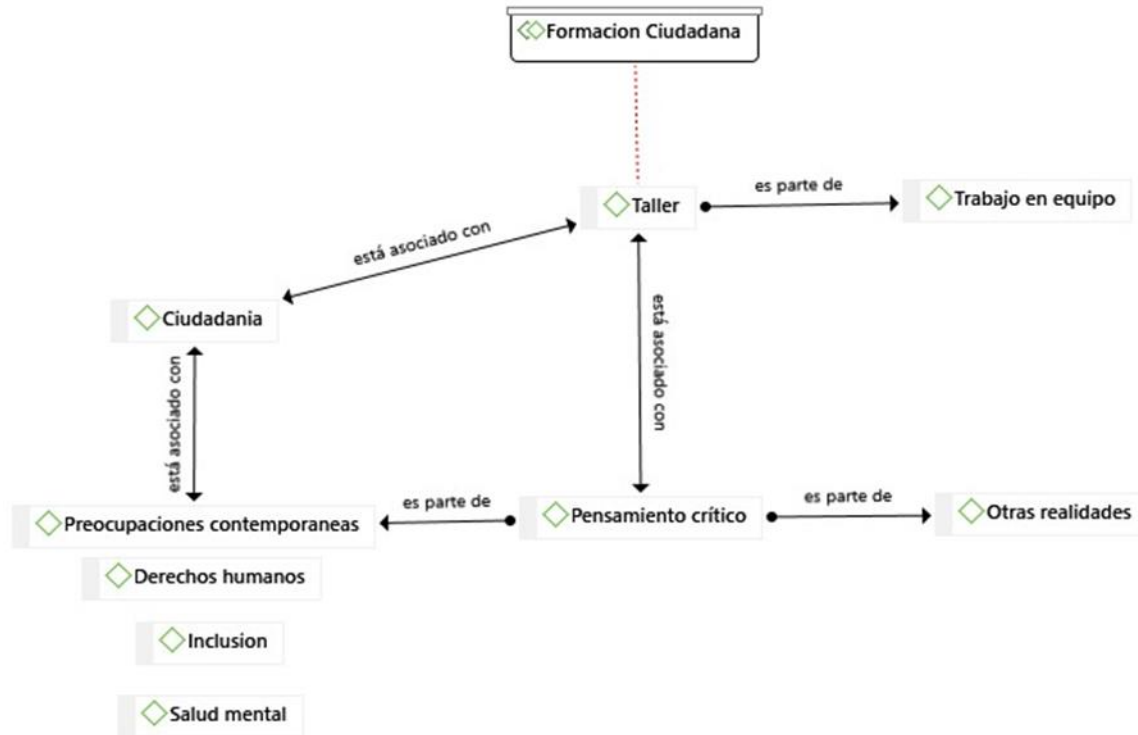 Formacion Ciudadana
Taller
es parte de
Trabajo en equipo
está asociado con
Ciudadania
está asociado con
está asociado con
Preocupaciones contemporaneas
es parte de
Pensamiento crítico
es parte de
Otras realidades
Derechos humanos
Inclusion
Salud mental